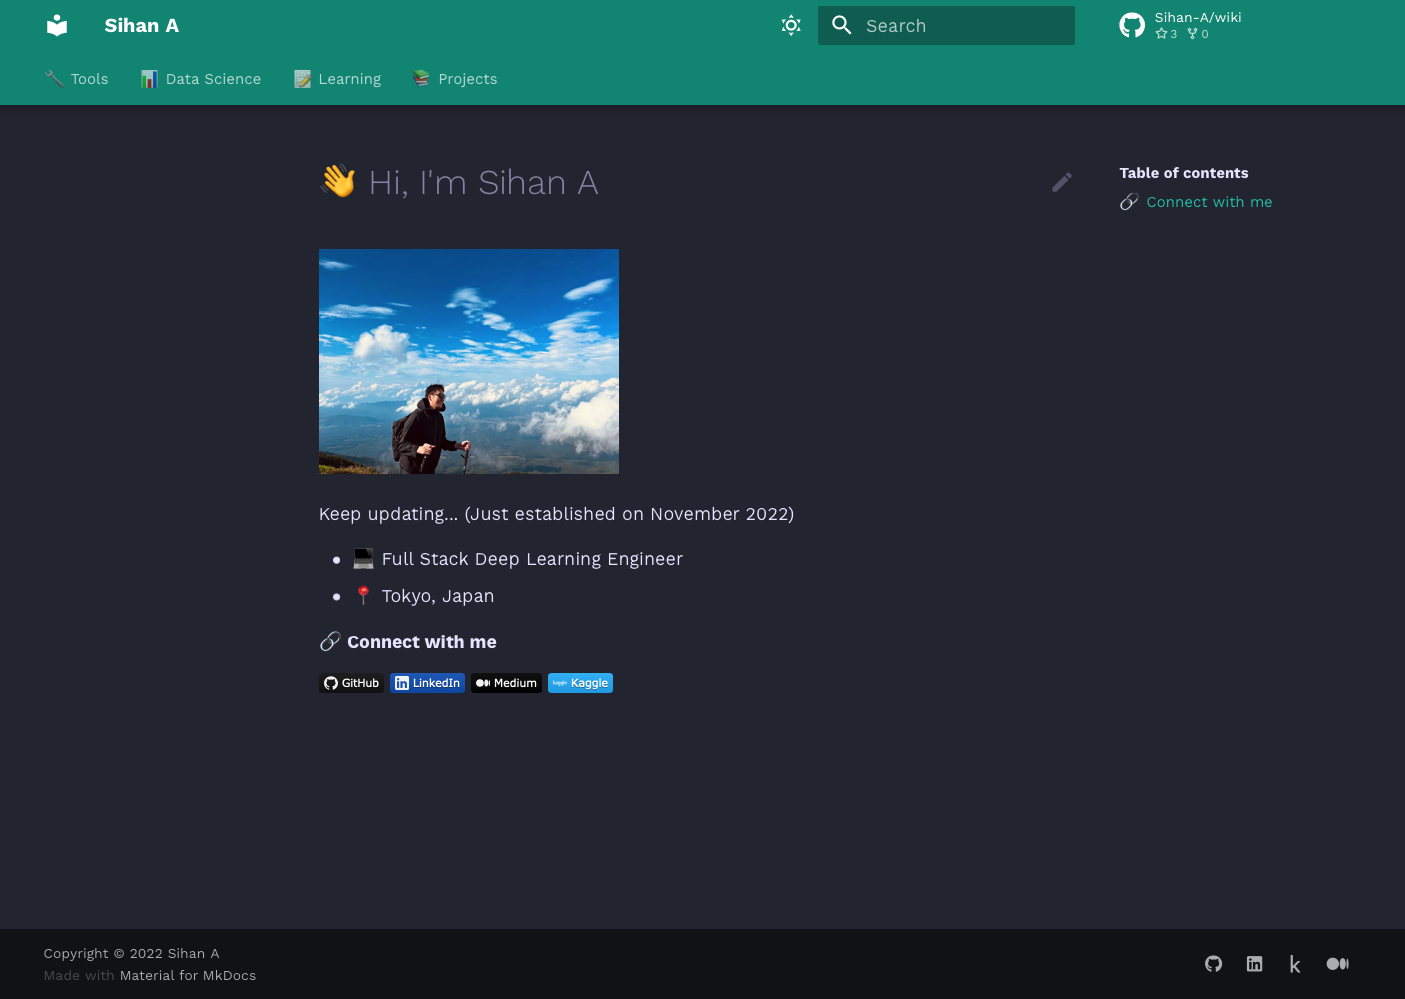 Sihan A
Search
Sihan-A/wiki
3 0
🔧 Tools 📊 Data Science 📝 Learning 📚 Projects
👋 Hi, I'm Sihan A
Table of contents
🔗 Connect with me
Keep updating... (Just established on November 2022)
• 💻 Full Stack Deep Learning Engineer
• 📍 Tokyo, Japan
🔗 Connect with me
GitHub LinkedIn Medium kaggle Kaggle
Copyright © 2022 Sihan A
Made with Material for MkDocs